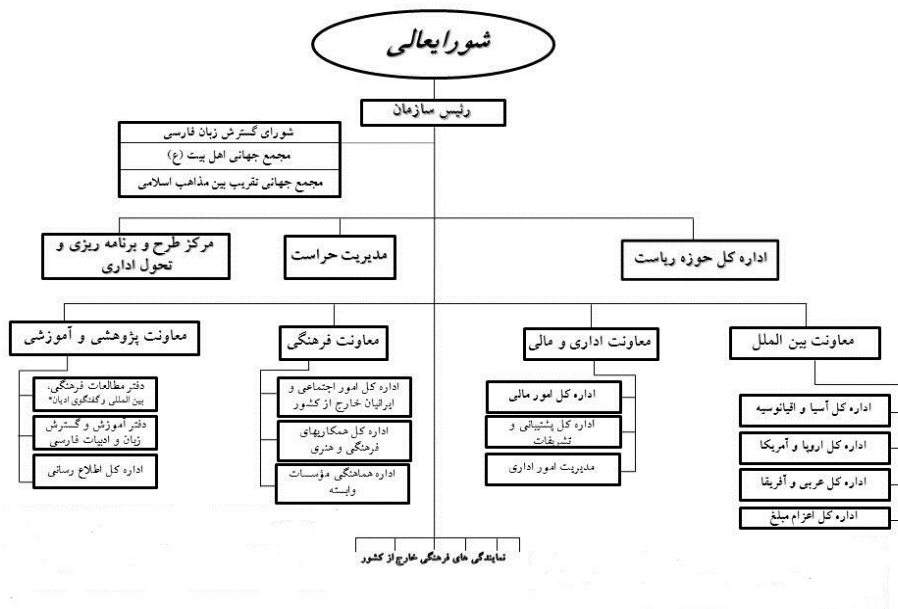 شورایعالی
رئیس سازمان
شورای گسترش زبان فارسی
مجمع جهانی اهل بیت (ع)
مجمع جهانی تقریب بین مذاهب اسلامی
اداره کل حوزه ریاست
مدیریت حراست
مرکز طرح و برنامه ریزی و
تحول اداری
معاونت بین الملل
اداره کل آسیا و اقیانوسیه
اداره کل اروپا و آمریکا
اداره کل عربی و آفریقا
اداره کل اعزام مبلغ
معاونت اداری و مالی
اداره کل امور مالی
اداره کل پشتیبانی و
تشریفات
مدیریت امور اداری
معاونت فرهنگی
اداره کل امور اجتماعی و
ایرانیان خارج از کشور
اداره کل همکاریهای
فرهنگی و هنری
اداره هماهنگی مؤسسات
وابسته
معاونت پژوهشی و آموزشی
دفتر مطالعات فرهنگی،
بین المللی و گفتگوی ادیان*
دفتر آموزش و گسترش
زبان و ادبیات فارسی
اداره کل اطلاع رسانی
نمایندگی های فرهنگی خارج از کشور